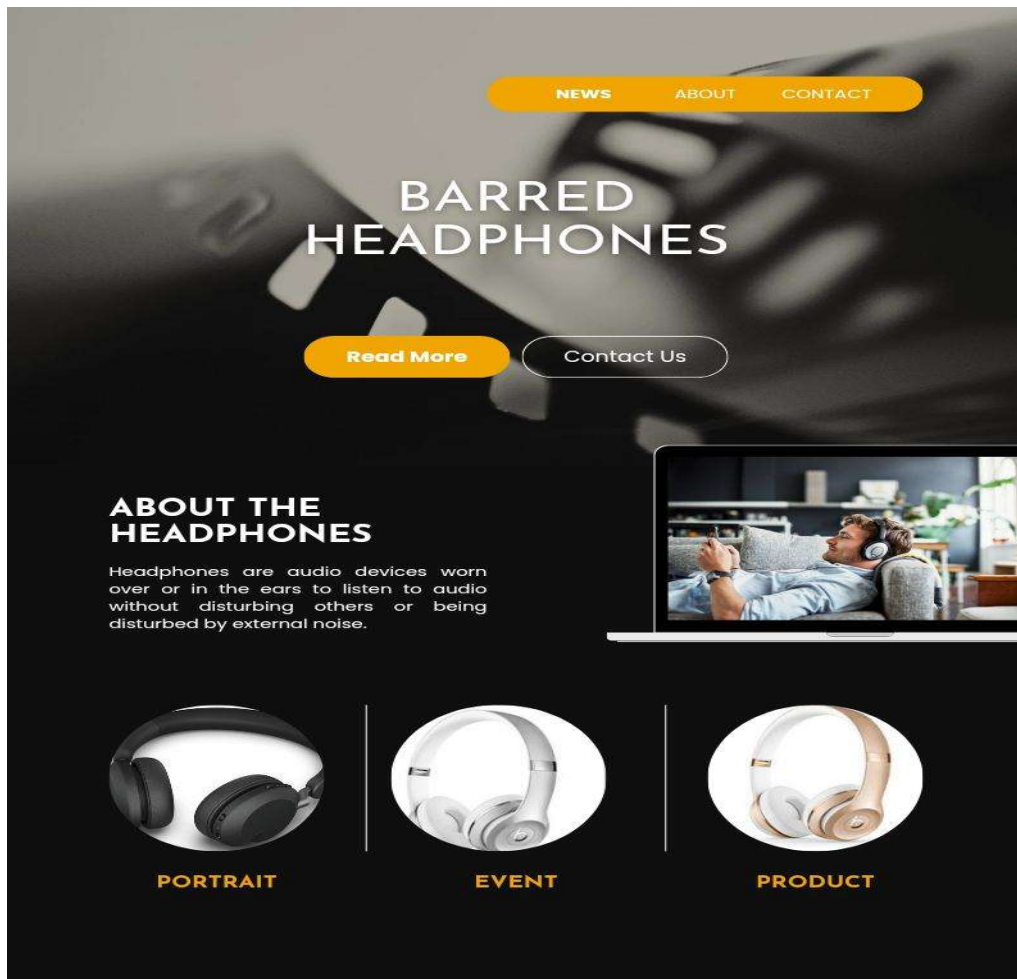 NEWS ABOUT CONTACT
BARRED
HEADPHONES
Read More Contact Us
ABOUT THE
HEADPHONES
Headphones are audio devices worn
over or in the ears to listen to audio
without disturbing others or being
disturbed by external noise.
PORTRAIT EVENT PRODUCT